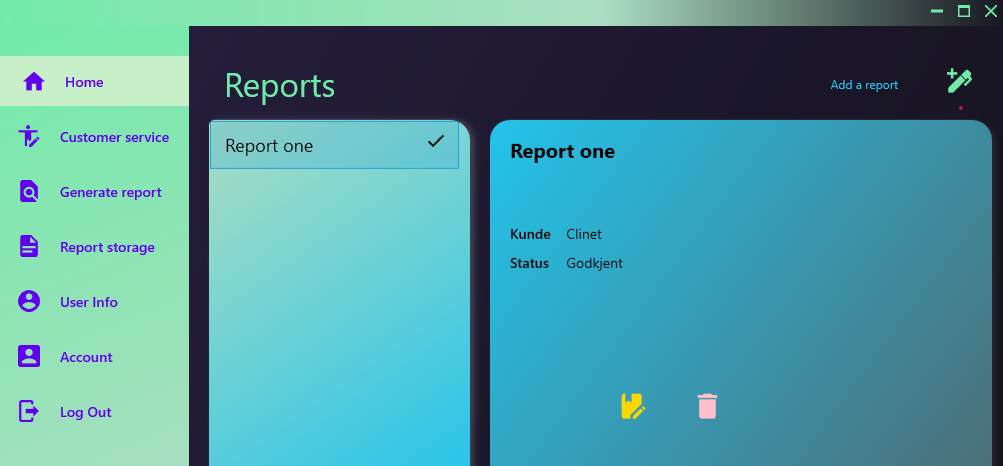 Home
Customer service
Generate report
Report storage
User Info
Account
Log Out
Reports
Add a report
Report one
Report one
Kunde Clinet
Status Godkjent